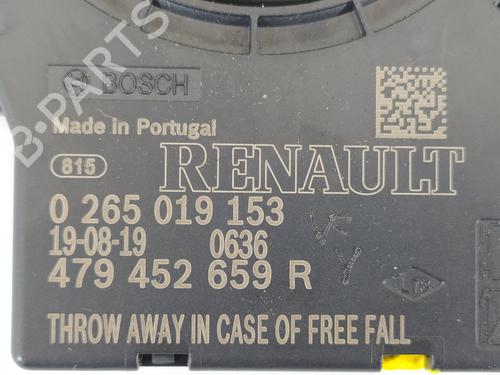 BOSCH
Made in Portugal
815
RENAULT
0 265 019 153
19-08-19 0636
479 452 659 R
THROW AWAY IN CASE OF FREE FALL
B-PARTS